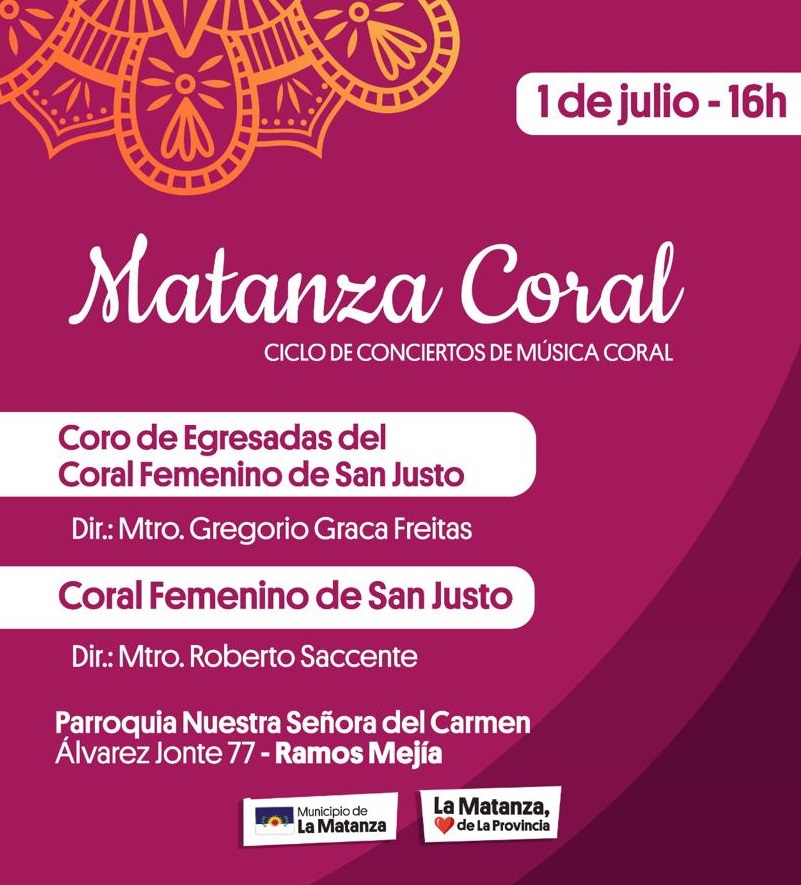 1 de julio - 16h
Matanza Coral
CICLO DE CONCIERTOS DE MÚSICA CORAL
Coro de Egresadas del
Coral Femenino de San Justo
Dir.: Mtro. Gregorio Graca Freitas
Coral Femenino de San Justo
Dir.: Mtro. Roberto Saccente
Parroquia Nuestra Señora del Carmen
Álvarez Jonte 77 - Ramos Mejía
Municipio de
La Matanza
La Matanza,
de La Provincia